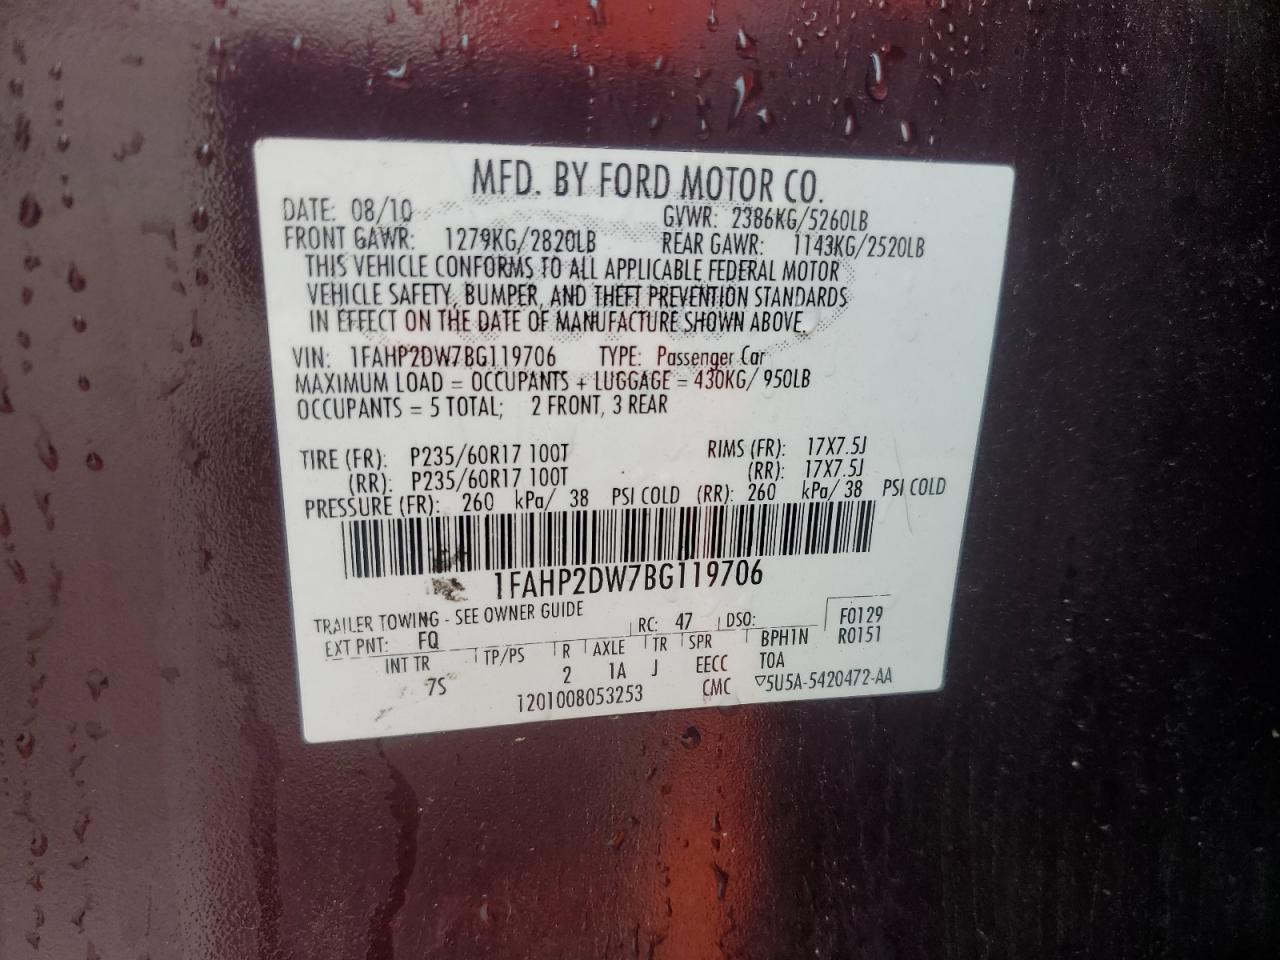 MFD. BY FORD MOTOR CO.
DATE: 08/10 GVWR: 2386KG/5260LB
FRONT GAWR: 1279KG/2820LB REAR GAWR: 1143KG/2520LB
THIS VEHICLE CONFORMS TO ALL APPLICABLE FEDERAL MOTOR
VEHICLE SAFETY, BUMPER, AND THEFT PREVENTION STANDARDS
IN EFFECT ON THE DATE OF MANUFACTURE SHOWN ABOVE.
VIN: 1FAHP2DW7BG119706 TYPE: Passenger Car
MAXIMUM LOAD = OCCUPANTS + LUGGAGE = 430KG/ 950LB
OCCUPANTS = 5 TOTAL; 2 FRONT, 3 REAR
TIRE (FR): P235/60R17 100T RIMS (FR): 17X7.5J
(RR): P235/60R17 100T (RR): 17X7.5J
PRESSURE (FR): 260 kPa/ 38 PSI COLD (RR): 260 kPa/ 38 PSI COLD
1FAHP2DW7BG119706
TRAILER TOWING - SEE OWNER GUIDE
EXT PNT: FQ RC: 47 DSO: F0129
INT TR TP/PS R AXLE TR SPR BPH1N R0151
7S 2 1A J EECC TOA
1201008053253 CMC ▽5U5A-5420472-AA